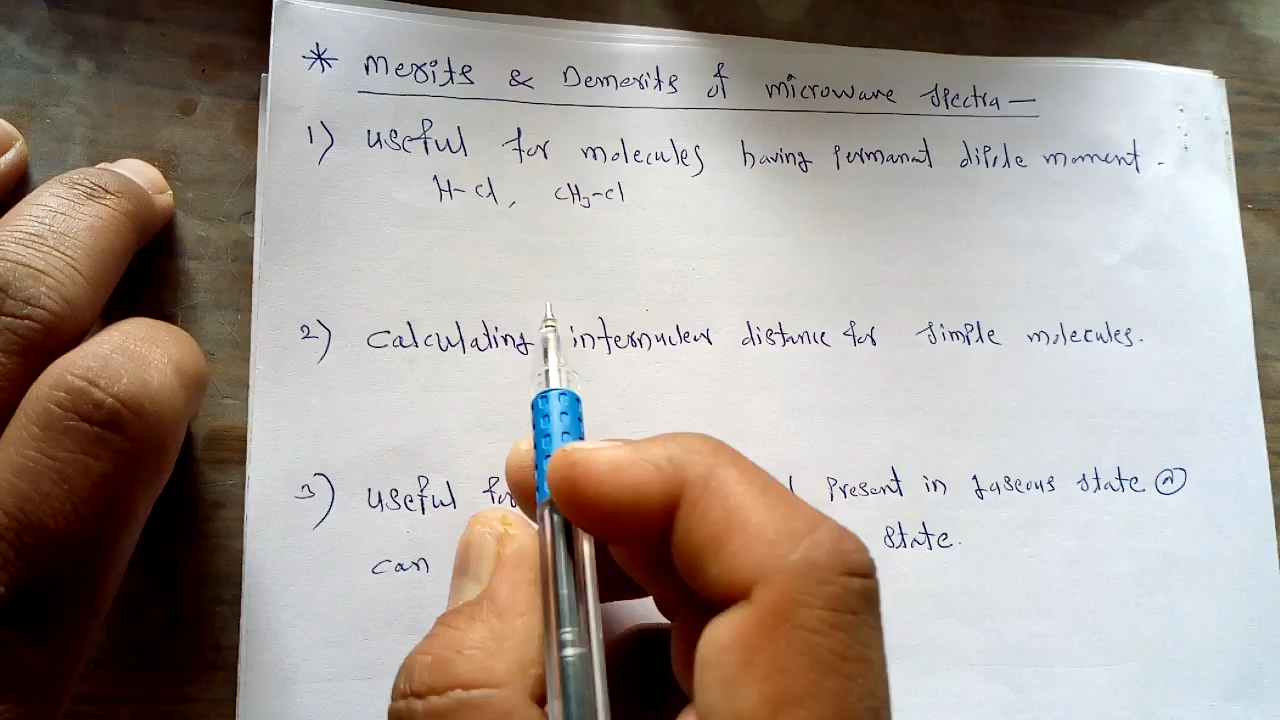 * Merits & Demerits of microwave spectra —
1) useful for molecules having permanat dipole moment.
H-Cl, CH3-Cl
2) calculating internuclear distance for simple molecules.
3) useful for present in gaseous state
can state.